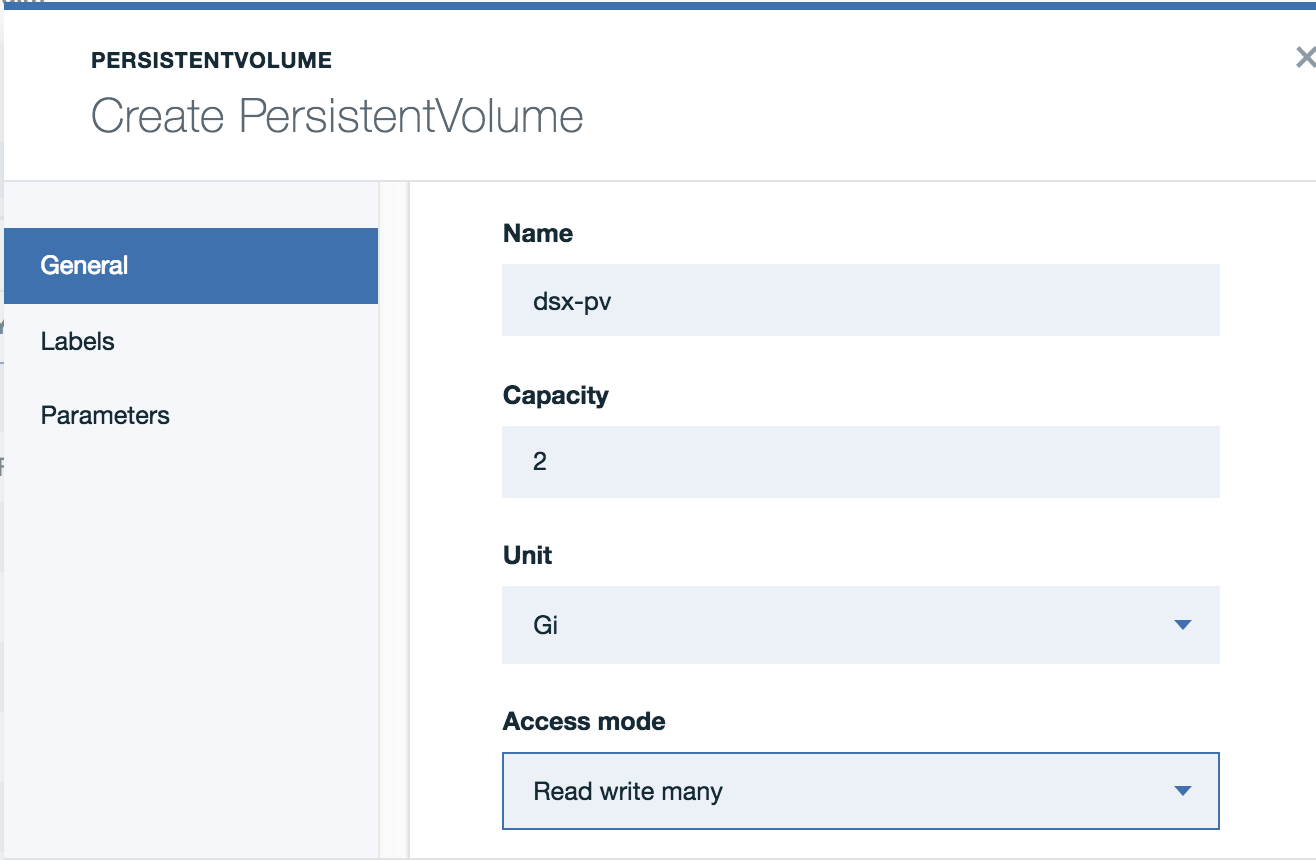 PERSISTENTVOLUME
Create PersistentVolume
General
Labels
Parameters
Name
dsx-pv
Capacity
2
Unit
Gi
Access mode
Read write many